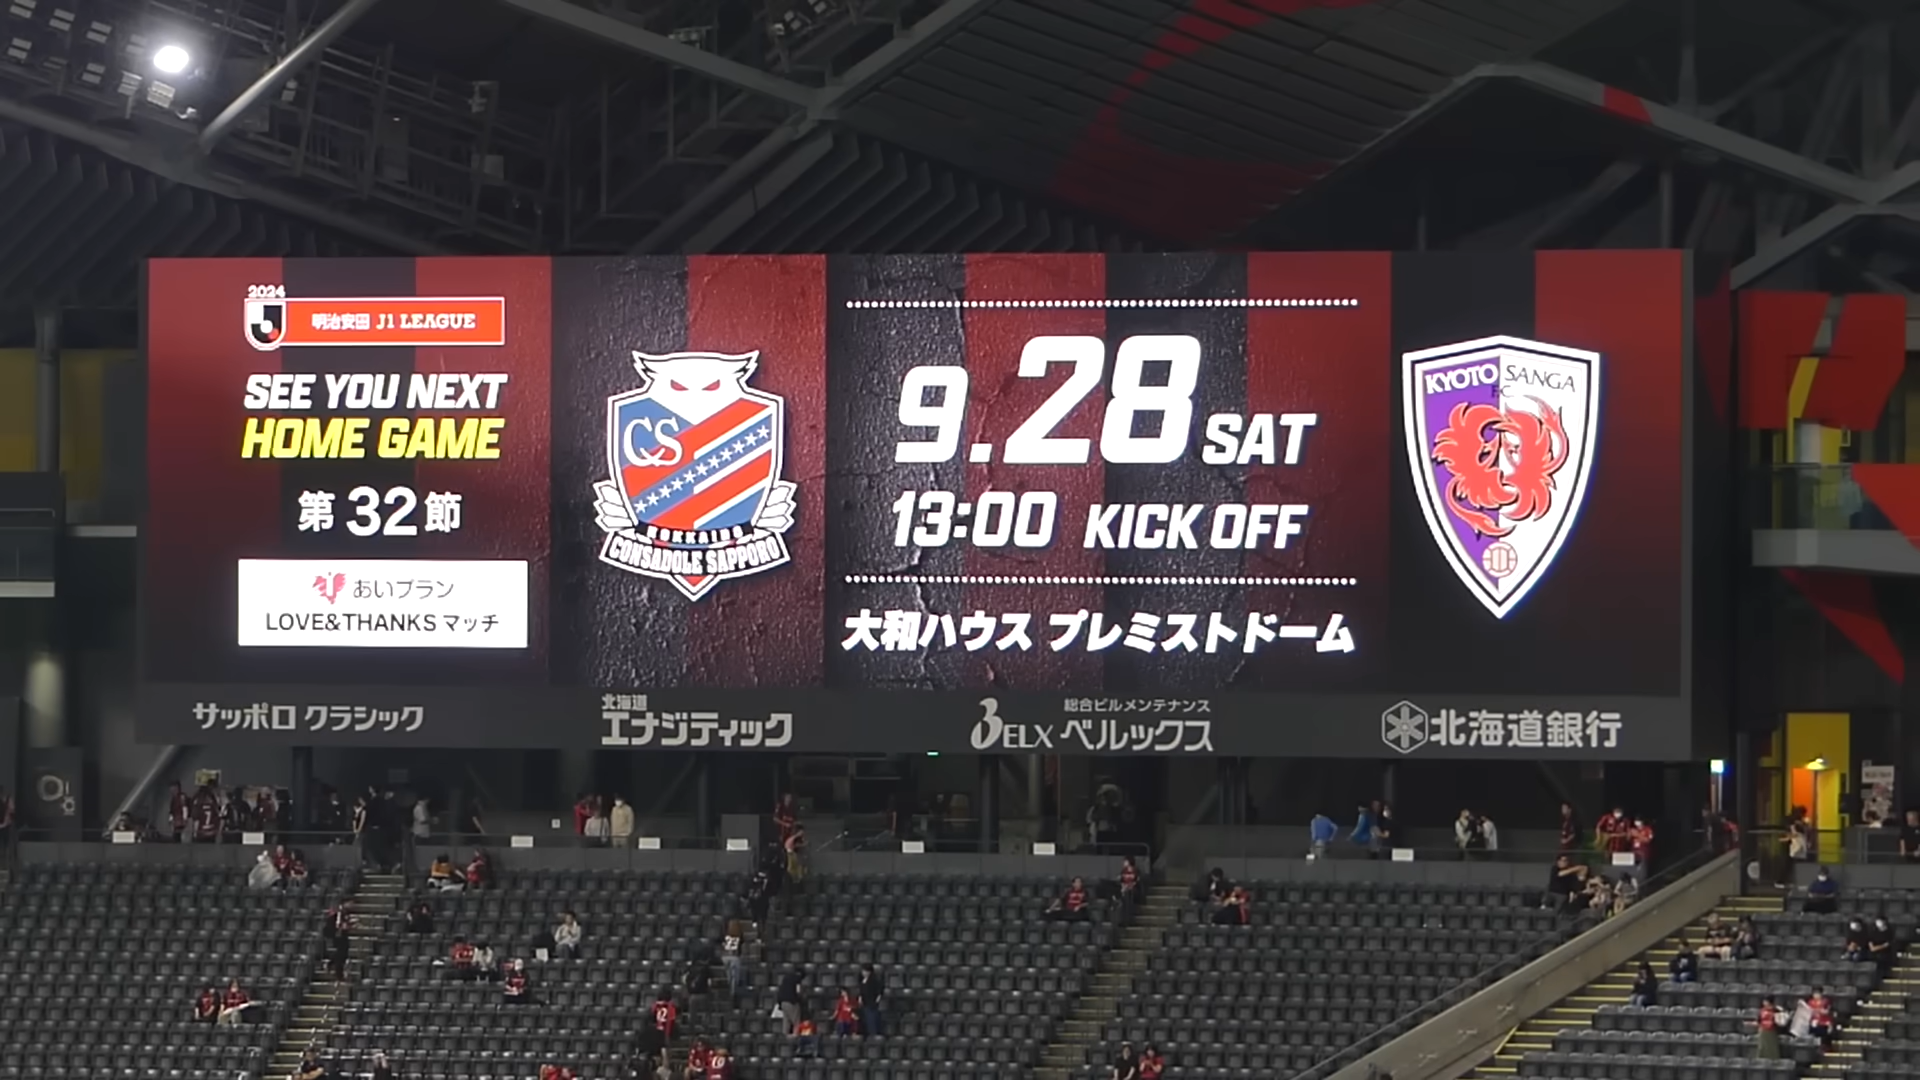 2024
明治安田 J1 LEAGUE
SEE YOU NEXT
HOME GAME
第32節
あいプラン
LOVE&THANKS マッチ
CS
HOKKAIDO
CONSADOLE SAPPORO
9.28 SAT
13:00 KICK OFF
大和ハウス プレミストドーム
KYOTO SANGA
F.C.
サッポロ クラシック
北海道
エナジティック
BELX
総合ビルメンテナンス
ベルックス
北海道銀行